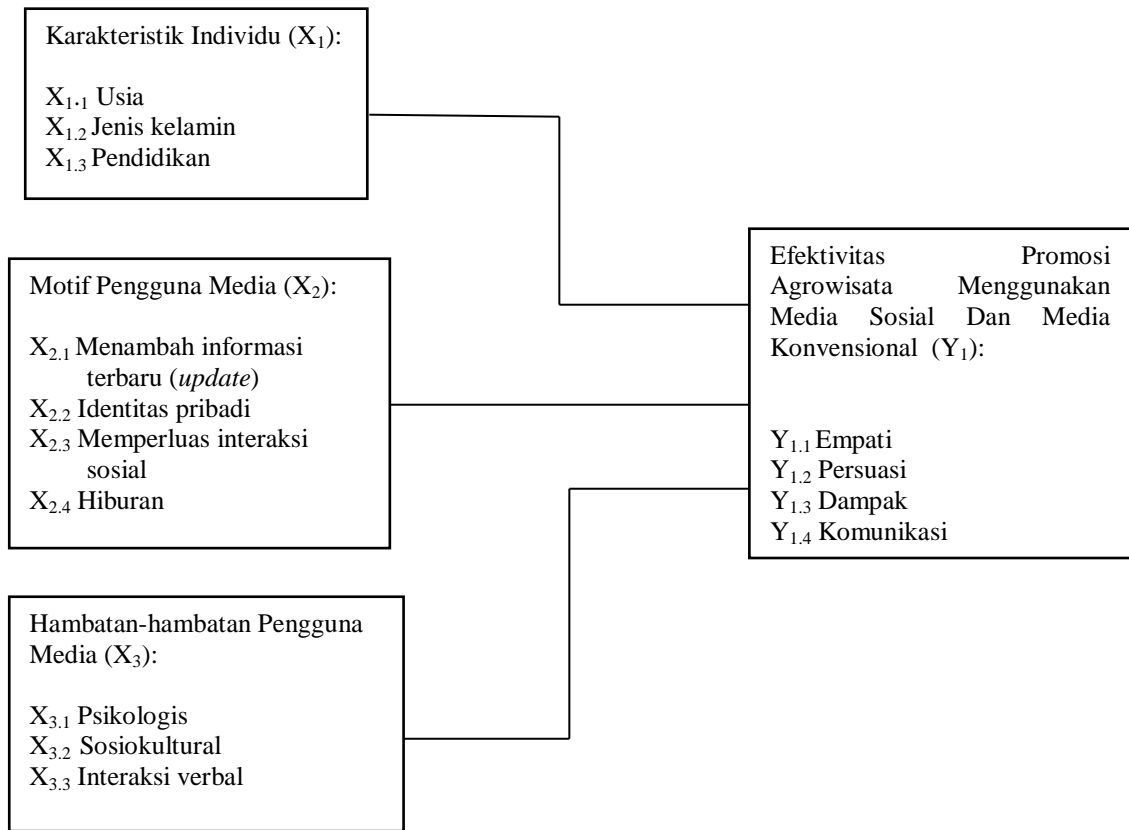 Karakteristik Individu (X₁):
X₁.₁ Usia
X₁.₂ Jenis kelamin
X₁.₃ Pendidikan
Motif Pengguna Media (X₂):
X₂.₁ Menambah informasi
terbaru (update)
X₂.₂ Identitas pribadi
X₂.₃ Memperluas interaksi
sosial
X₂.₄ Hiburan
Hambatan-hambatan Pengguna
Media (X₃):
X₃.₁ Psikologis
X₃.₂ Sosiokultural
X₃.₃ Interaksi verbal
Efektivitas Promosi
Agrowisata Menggunakan
Media Sosial Dan Media
Konvensional (Y₁):
Y₁.₁ Empati
Y₁.₂ Persuasi
Y₁.₃ Dampak
Y₁.₄ Komunikasi